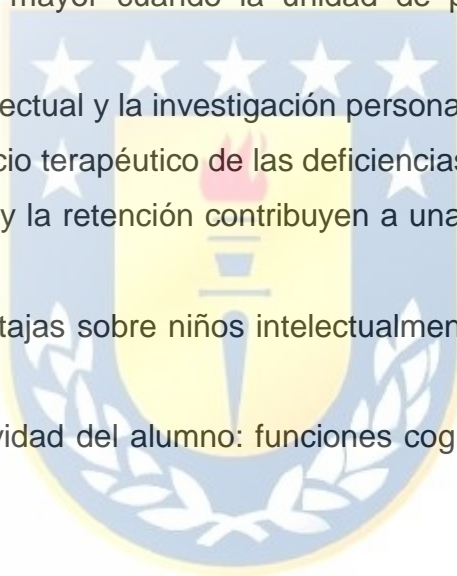 mayor cuando la unidad de p
ectual y la investigación persona
cio terapéutico de las deficiencias
y la retención contribuyen a una
tajas sobre niños intelectualmen
vidad del alumno: funciones cog